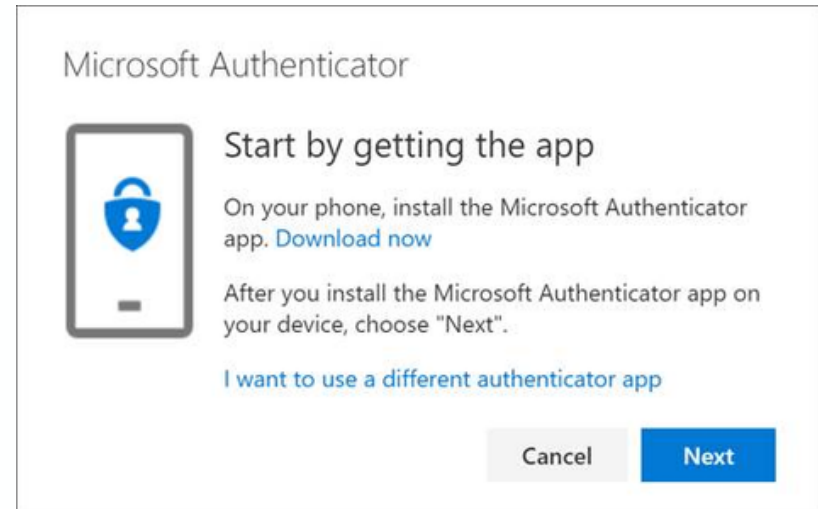 Microsoft Authenticator
Start by getting the app
On your phone, install the Microsoft Authenticator
app. Download now
After you install the Microsoft Authenticator app on
your device, choose "Next".
I want to use a different authenticator app
Cancel
Next